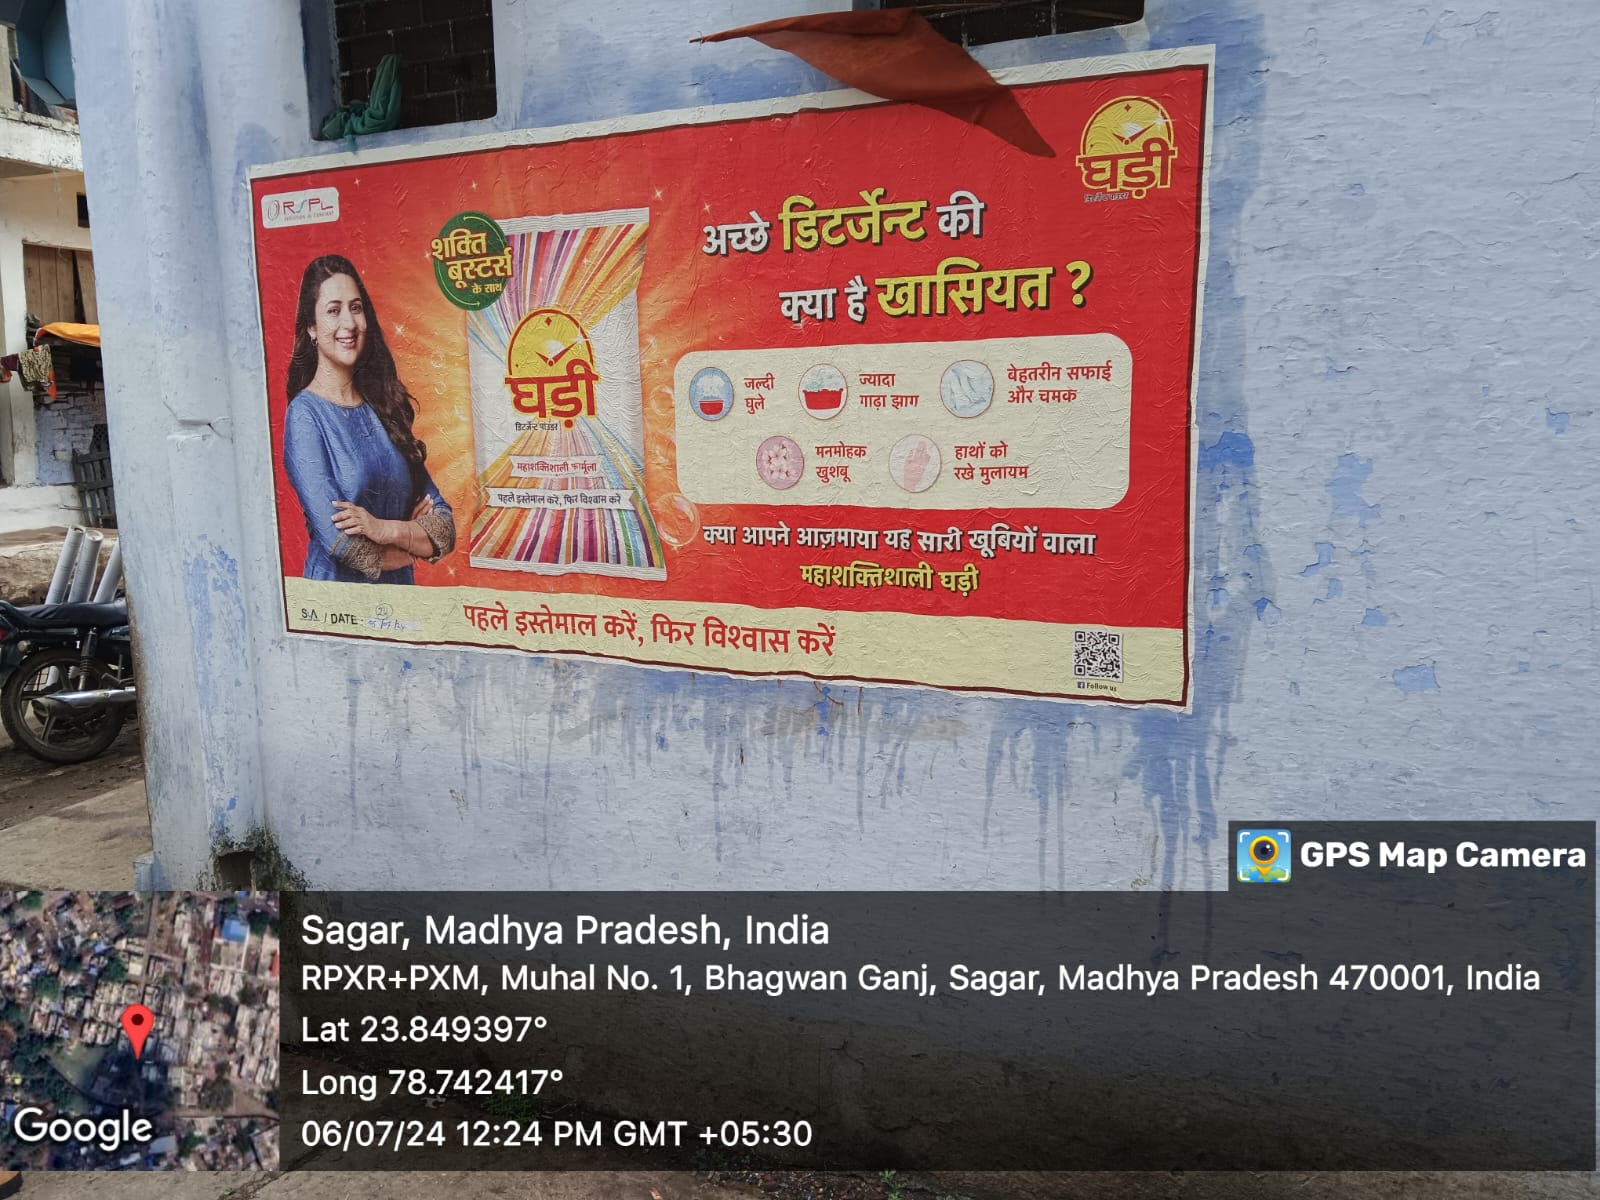 RSPL
शक्ति
बूस्टर्स
के साथ
घड़ी
डिटर्जेन्ट पाउडर
महाशक्तिशाली फार्मूला
पहले इस्तेमाल करें, फिर विश्वास करें
घड़ी
डिटर्जेन्ट पाउडर
अच्छे डिटर्जेन्ट की
क्या है खासियत ?
जल्दी
घुले
ज्यादा
गाढ़ा झाग
बेहतरीन सफाई
और चमक
मनमोहक
खुशबू
हाथों को
रखे मुलायम
क्या आपने आज़माया यह सारी खूबियों वाला
महाशक्तिशाली घड़ी
S.A / DATE :
पहले इस्तेमाल करें, फिर विश्वास करें
Follow us
GPS Map Camera
Sagar, Madhya Pradesh, India
RPXR+PXM, Muhal No. 1, Bhagwan Ganj, Sagar, Madhya Pradesh 470001, India
Lat 23.849397°
Long 78.742417°
06/07/24 12:24 PM GMT +05:30
Google